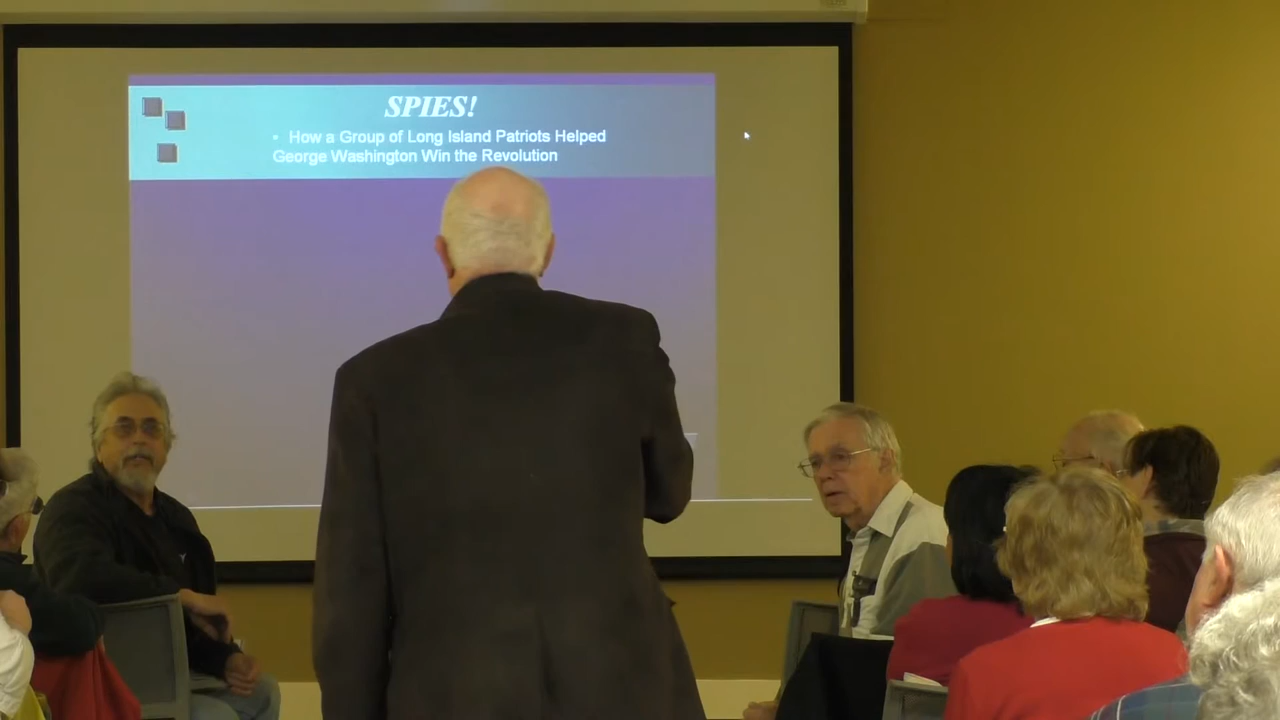 SPIES!
• How a Group of Long Island Patriots Helped
George Washington Win the Revolution